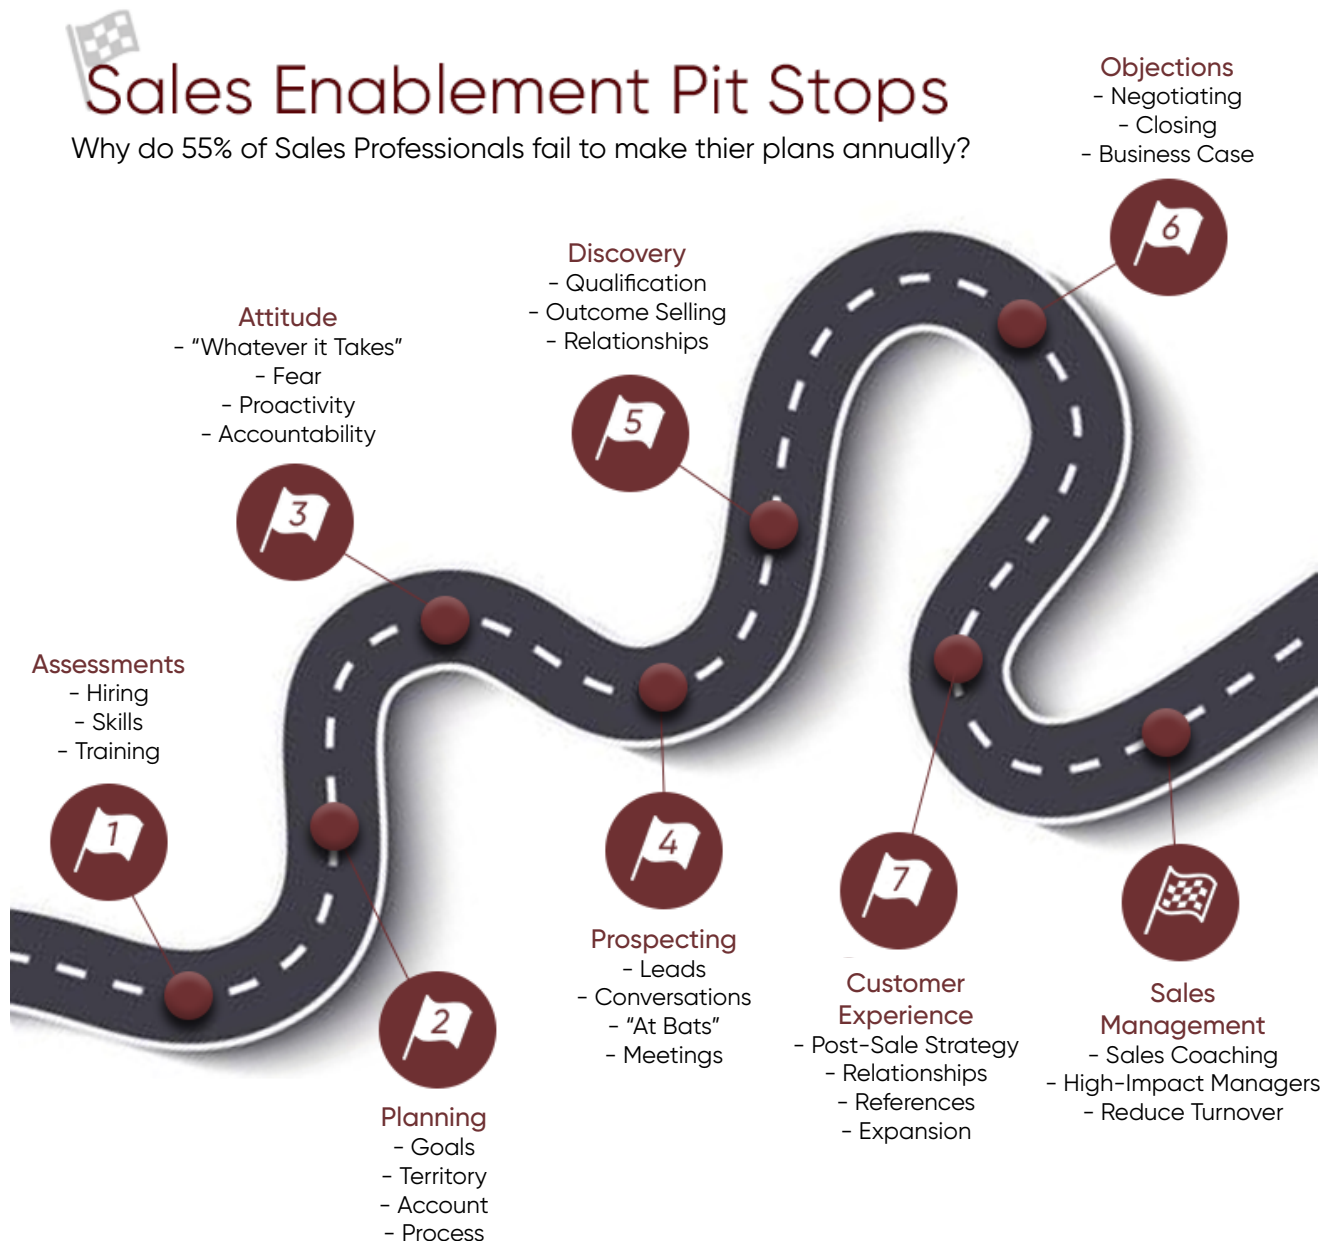 Sales Enablement Pit Stops
Why do 55% of Sales Professionals fail to make thier plans annually?
1
Assessments
- Hiring
- Skills
- Training
2
Planning
- Goals
- Territory
- Account
- Process
3
Attitude
- “Whatever it Takes”
- Fear
- Proactivity
- Accountability
4
Prospecting
- Leads
- Conversations
- “At Bats”
- Meetings
5
Discovery
- Qualification
- Outcome Selling
- Relationships
6
Objections
- Negotiating
- Closing
- Business Case
7
Customer
Experience
- Post-Sale Strategy
- Relationships
- References
- Expansion
Sales
Management
- Sales Coaching
- High-Impact Managers
- Reduce Turnover